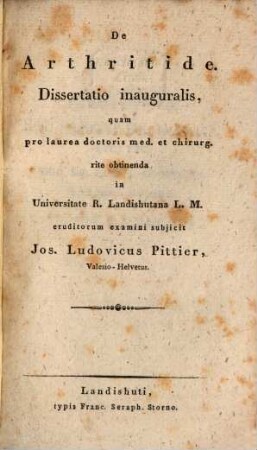 De
Arthritide.
Dissertatio inauguralis,
quam
pro laurea doctoris med. et chirurg.
rite obtinenda
in
Universitate R. Landishutana L. M.
eruditorum examini subjicit
Jos. Ludovicus Pittier,
Valesio-Helvetus.
Landishuti,
typis Franc. Seraph. Storno.